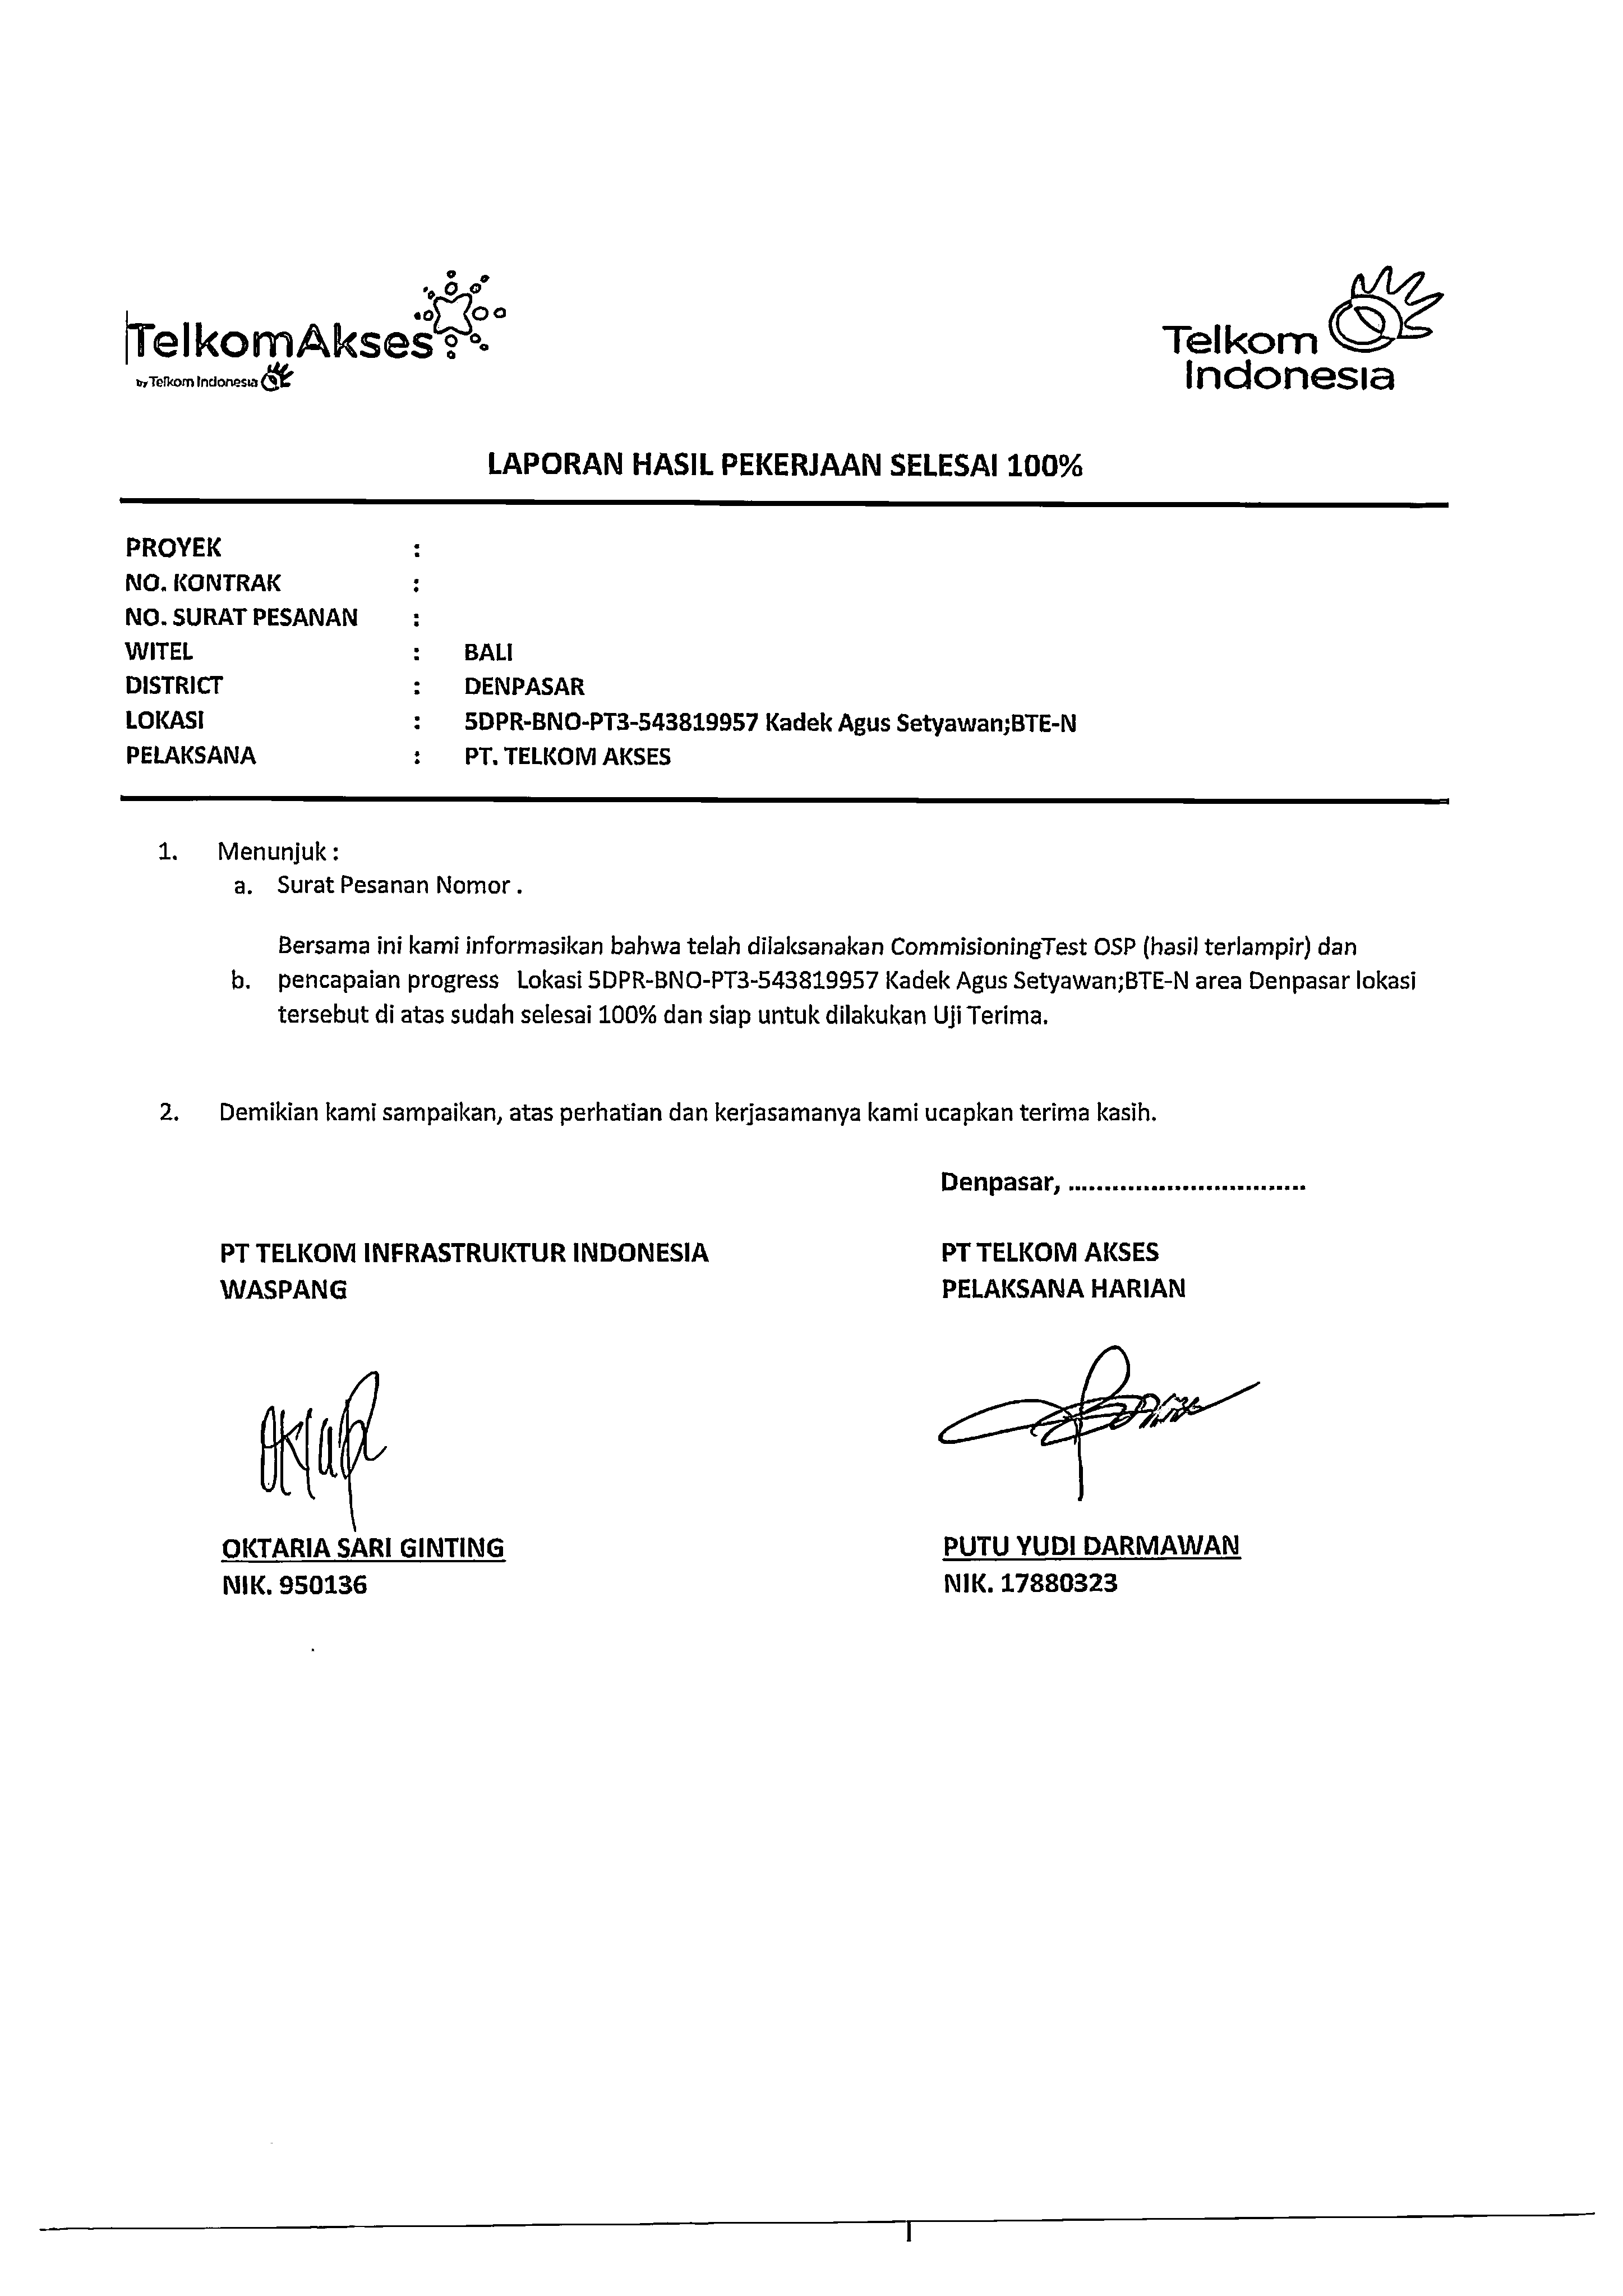 TelkomAkses
by Telkom Indonesia
Telkom
Indonesia
LAPORAN HASIL PEKERJAAN SELESAI 100%
PROYEK :
NO. KONTRAK :
NO. SURAT PESANAN :
WITEL : BALI
DISTRICT : DENPASAR
LOKASI : 5DPR-BNO-PT3-543819957 Kadek Agus Setyawan;BTE-N
PELAKSANA : PT. TELKOM AKSES
1. Menunjuk :
a. Surat Pesanan Nomor .
Bersama ini kami informasikan bahwa telah dilaksanakan CommisioningTest OSP (hasil terlampir) dan
b. pencapaian progress Lokasi 5DPR-BNO-PT3-543819957 Kadek Agus Setyawan;BTE-N area Denpasar lokasi
tersebut di atas sudah selesai 100% dan siap untuk dilakukan Uji Terima.
2. Demikian kami sampaikan, atas perhatian dan kerjasamanya kami ucapkan terima kasih.
Denpasar, ................................
PT TELKOM INFRASTRUKTUR INDONESIA
WASPANG
PT TELKOM AKSES
PELAKSANA HARIAN
OKTARIA SARI GINTING
NIK. 950136
PUTU YUDI DARMAWAN
NIK. 17880323